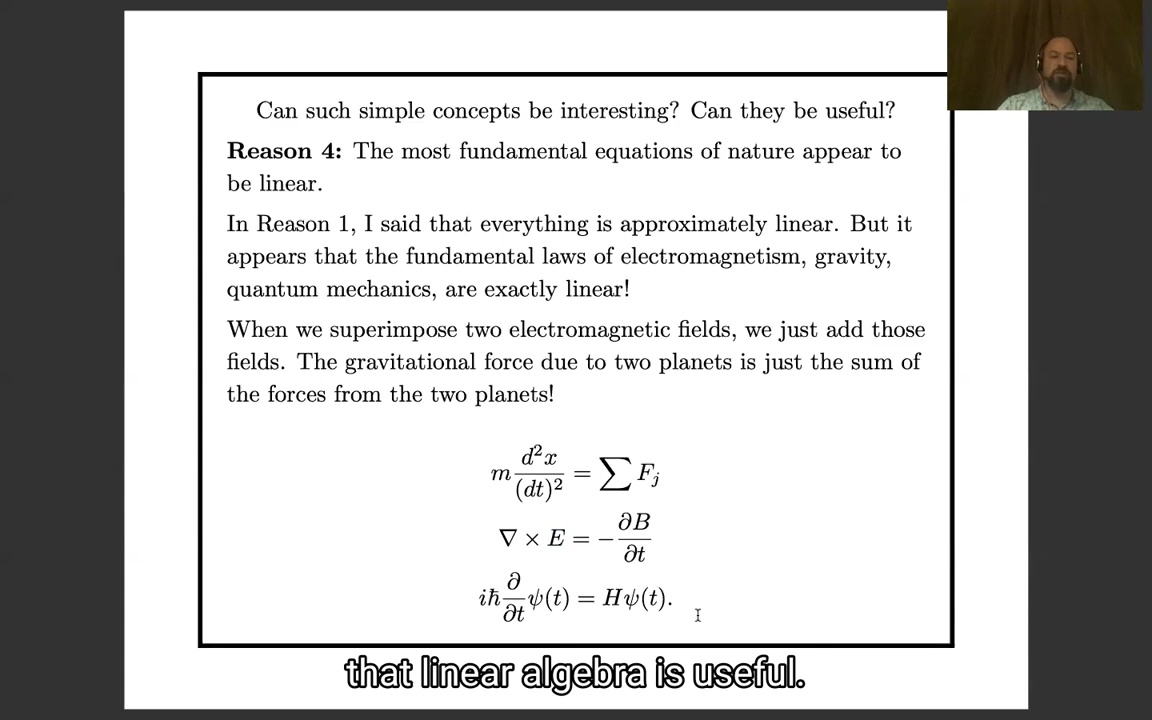 Can such simple concepts be interesting? Can they be useful?
Reason 4: The most fundamental equations of nature appear to
be linear.
In Reason 1, I said that everything is approximately linear. But it
appears that the fundamental laws of electromagnetism, gravity,
quantum mechanics, are exactly linear!
When we superimpose two electromagnetic fields, we just add those
fields. The gravitational force due to two planets is just the sum of
the forces from the two planets!
m d²x/(dt)² = ∑ Fⱼ
∇ × E = −∂B/∂t
iℏ ∂/∂t ψ(t) = Hψ(t).
that linear algebra is useful.